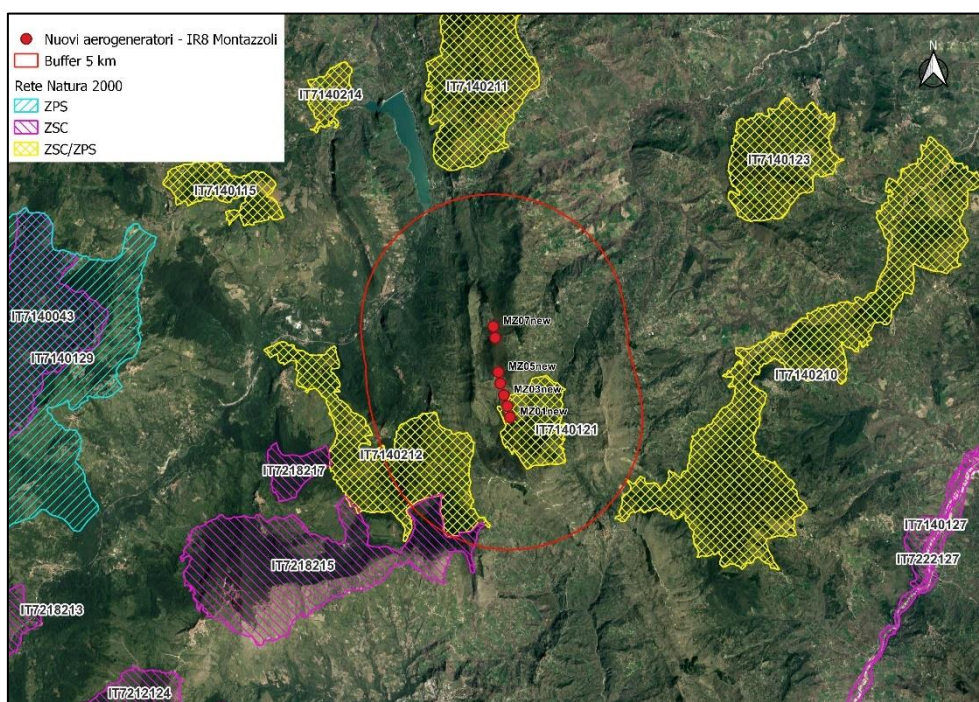 Nuovi aerogeneratori - IR8 Montazzoli
Buffer 5 km
Rete Natura 2000
ZPS
ZSC
ZSC/ZPS
N
IT7140214
IT7140211
IT7140123
IT7140115
IT7140043
IT7140129
MZ07new
MZ05new
MZ03new
MZ01new
IT7140121
IT7140210
IT7140212
IT7218217
IT7218215
IT7140127
IT7222127
IT7218213
IT7212124